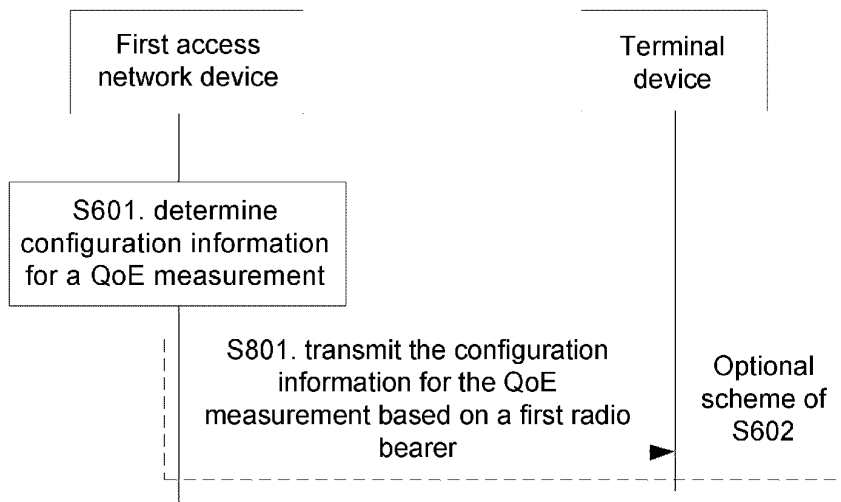 First access
network device
Terminal
device
S601. determine
configuration information
for a QoE measurement
S801. transmit the configuration
information for the QoE
measurement based on a first radio
bearer
Optional
scheme of
S602